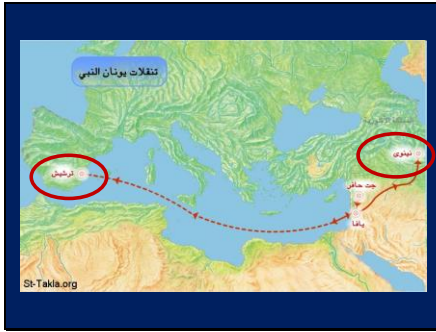 تنقلات يونان النبي
نينوى
ترشيش
جت حافر
يافا
St-Takla.org